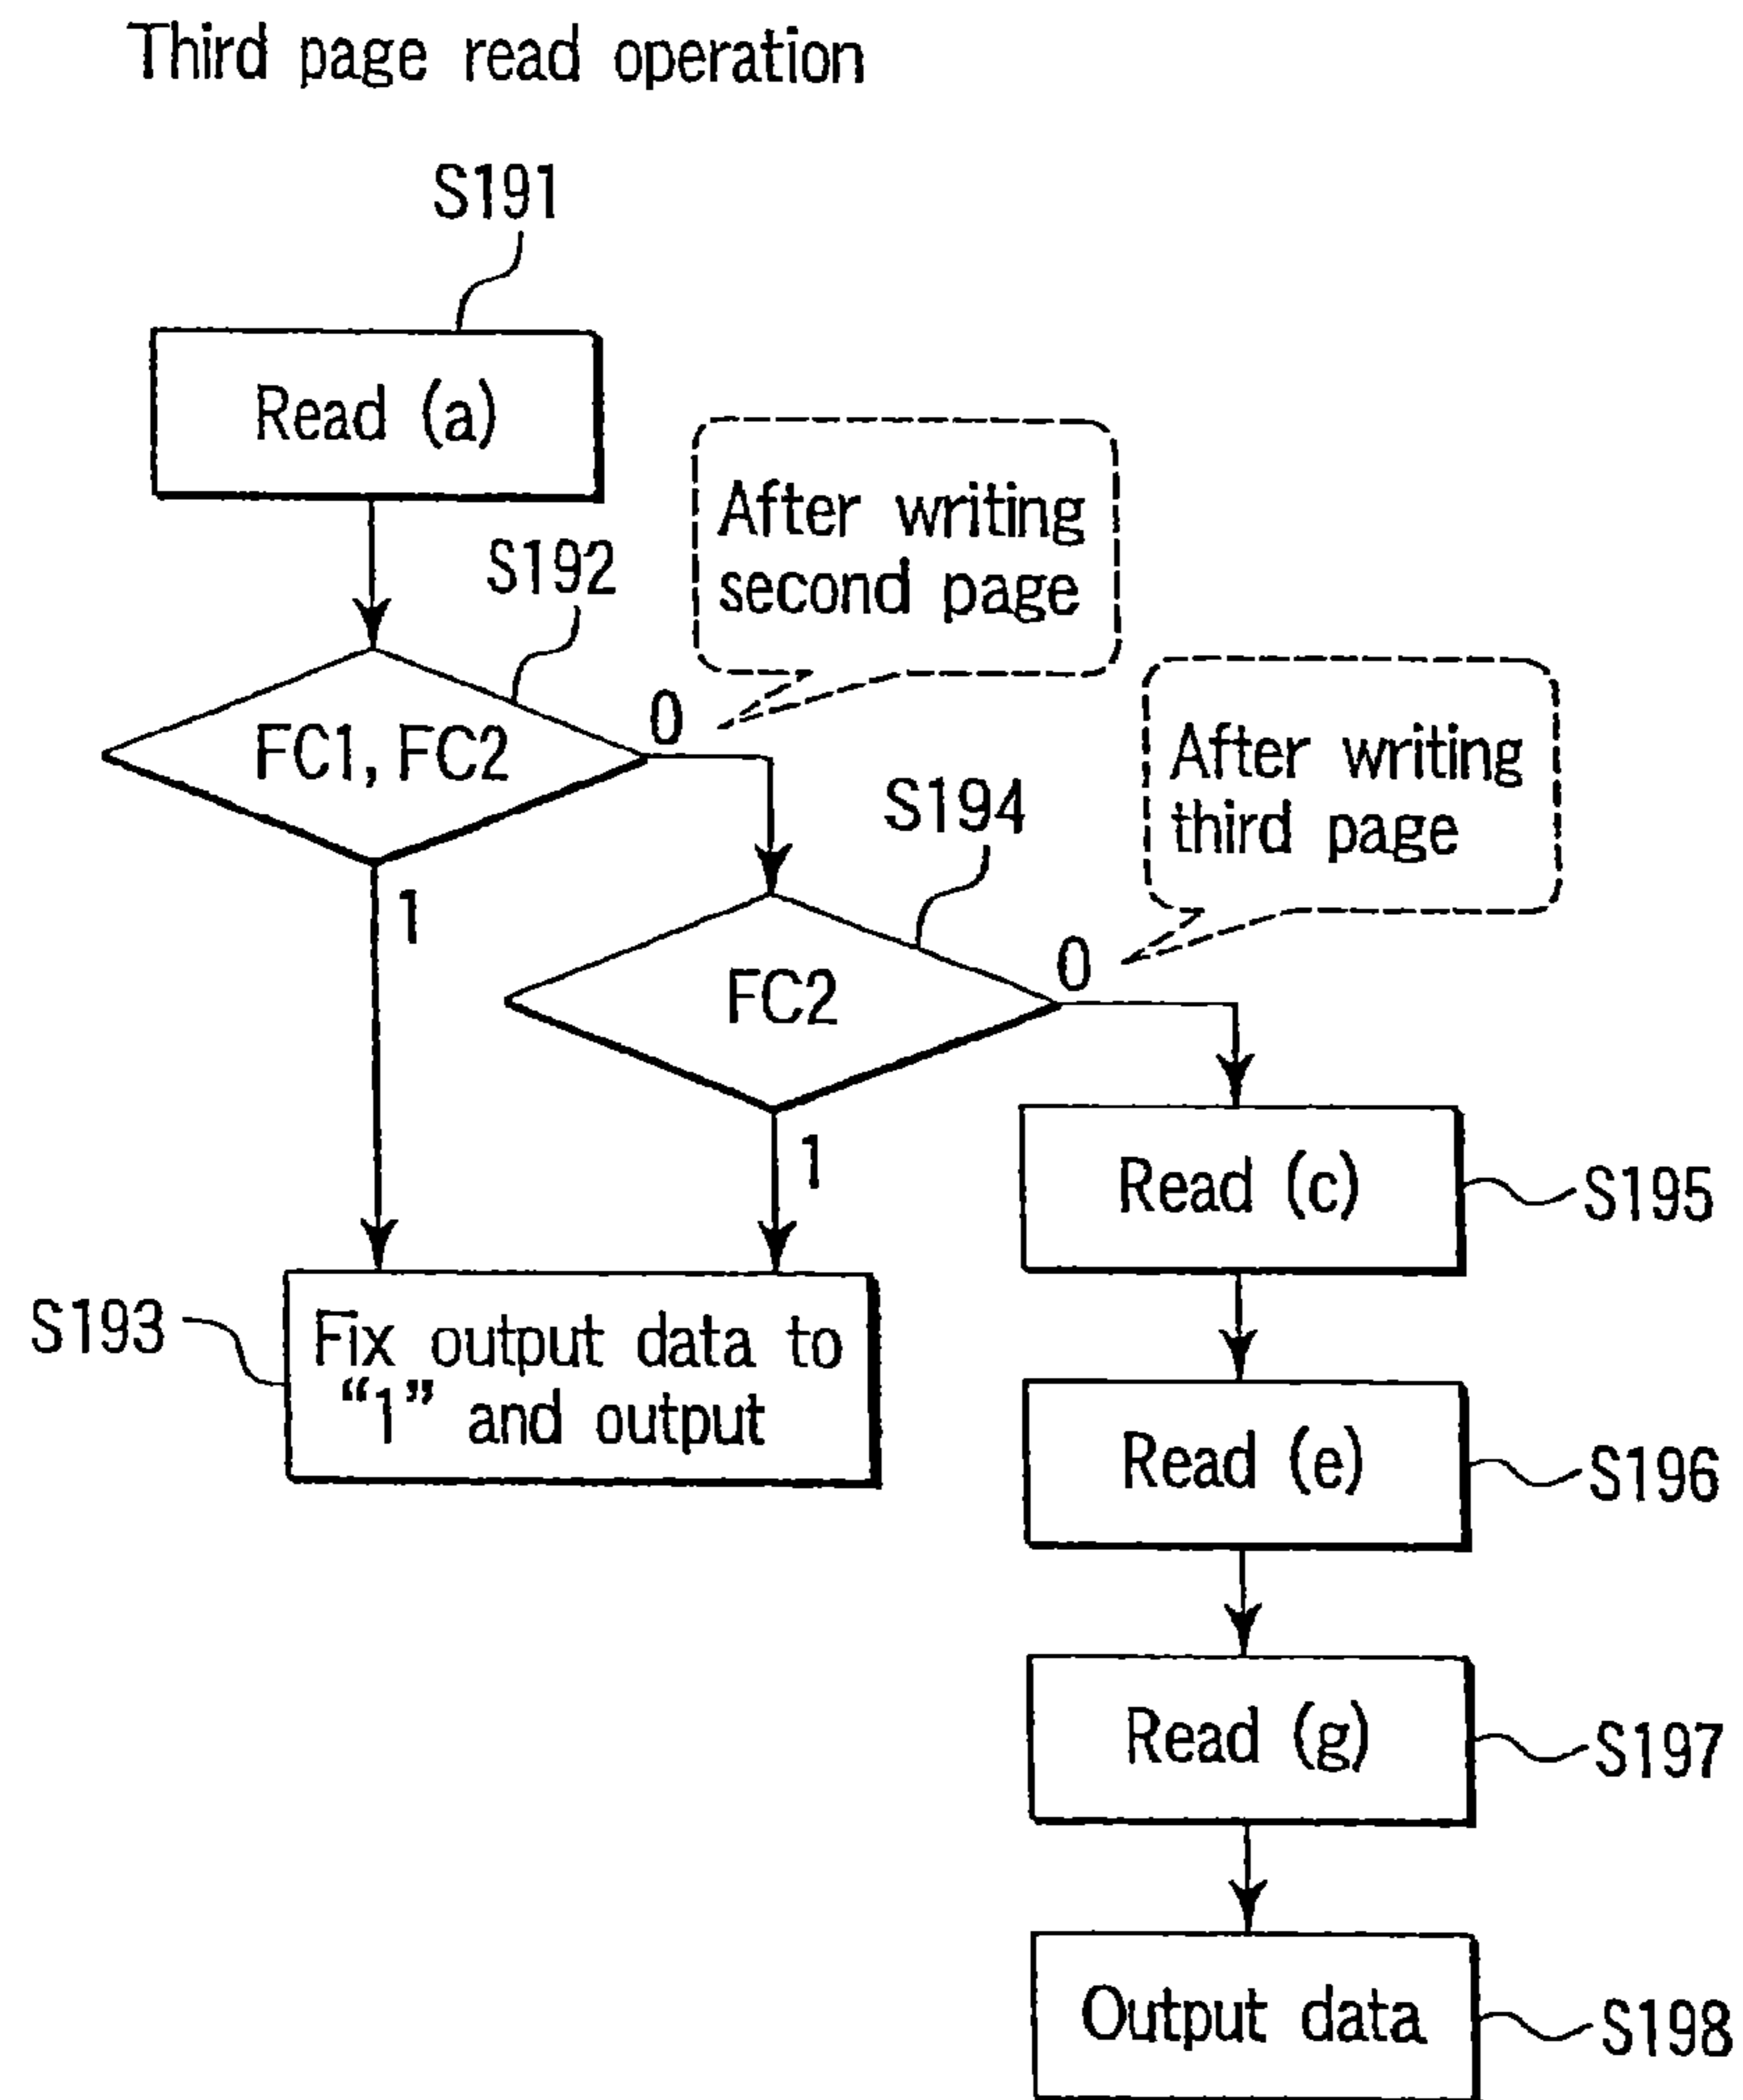 Third page read operation
S191
Read (a)
After writing
second page
S192
0
FC1, FC2
After writing
third page
S194
1
0
FC2
1
Read (c)
S195
S193
Fix output data to
“1” and output
Read (e)
S196
Read (g)
S197
Output data
S198